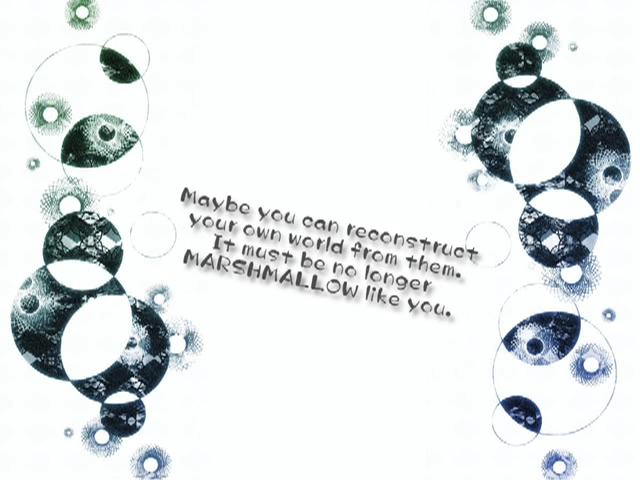 Maybe you can reconstruct
your own world from them.
It must be no longer
MARSHMALLOW like you.